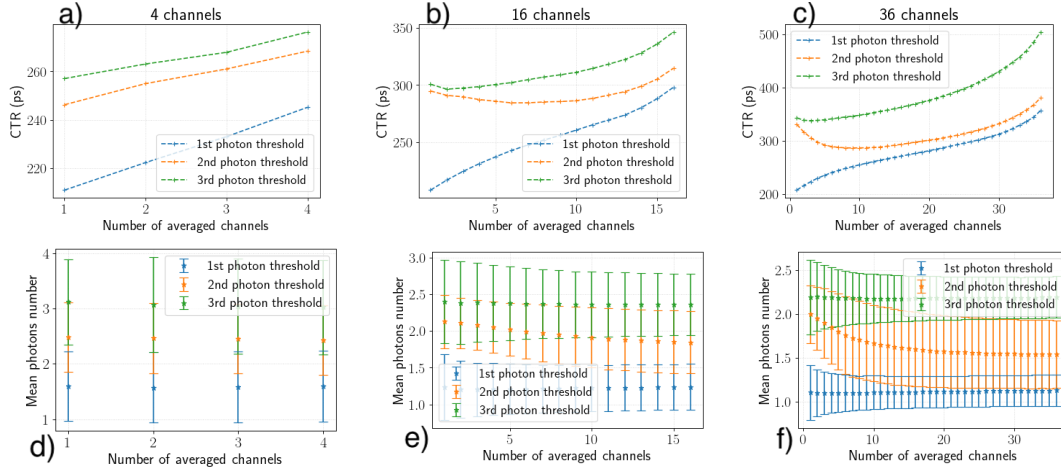 a)
4 channels
CTR (ps)
260
240
220
1st photon threshold
2nd photon threshold
3rd photon threshold
1
2
3
4
Number of averaged channels
b)
16 channels
CTR (ps)
300
250
1st photon threshold
2nd photon threshold
3rd photon threshold
5
10
15
Number of averaged channels
c)
36 channels
CTR (ps)
500
400
300
200
1st photon threshold
2nd photon threshold
3rd photon threshold
0
10
20
30
Number of averaged channels
d)
Mean photons number
4
3
2
1
1st photon threshold
2nd photon threshold
3rd photon threshold
1
2
3
4
Number of averaged channels
e)
Mean photons number
3.0
2.5
2.0
1.5
1.0
1st photon threshold
2nd photon threshold
3rd photon threshold
5
10
15
Number of averaged channels
f)
Mean photons number
2.5
2.0
1.5
1.0
1st photon threshold
2nd photon threshold
3rd photon threshold
0
10
20
30
Number of averaged channels